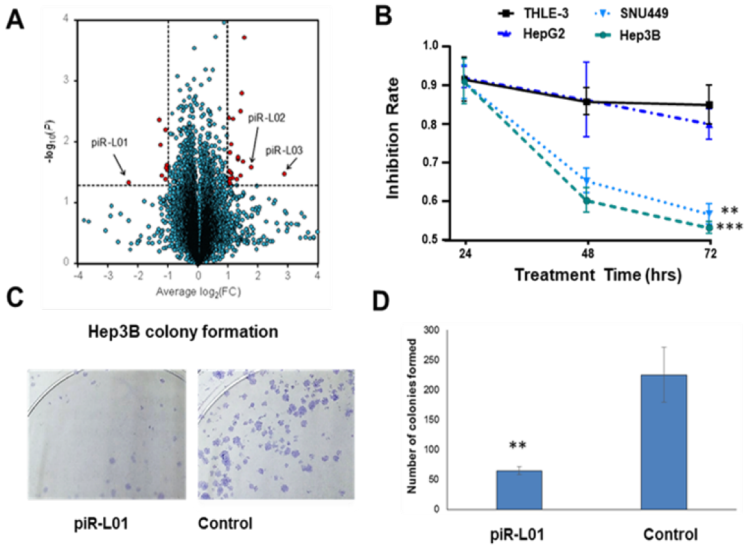 A
4
3
2
1
0
-log₁₀(P)
piR-L01
piR-L02
piR-L03
-4 -3 -2 -1 0 1 2 3 4
Average log₂(FC)
B
THLE-3
SNU449
HepG2
Hep3B
1.0
0.9
0.8
0.7
0.6
0.5
Inhibition Rate
**
***
24 48 72
Treatment Time (hrs)
C
Hep3B colony formation
piR-L01 Control
D
300
250
200
150
100
50
0
Number of colonies formed
**
piR-L01 Control